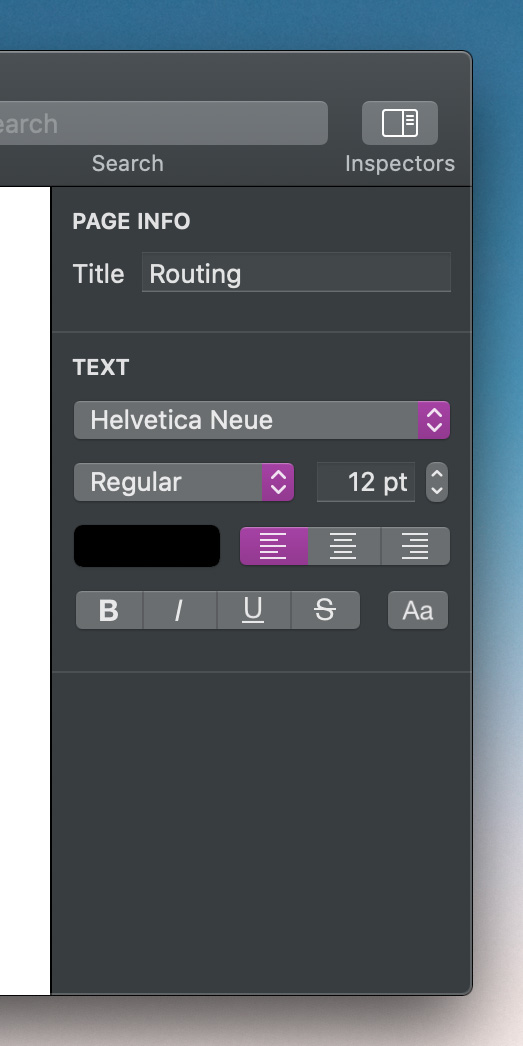 earch
Search
Inspectors
PAGE INFO
Title Routing
TEXT
Helvetica Neue
Regular 12 pt
B I U S Aa